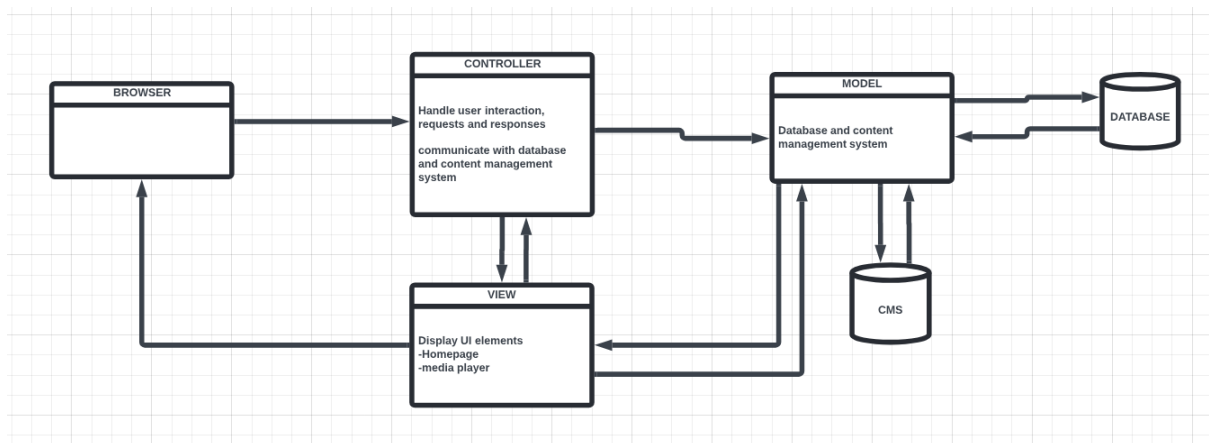 BROWSER
CONTROLLER
Handle user interaction,
requests and responses
communicate with database
and content management
system
MODEL
Database and content
management system
DATABASE
VIEW
Display UI elements
-Homepage
-media player
CMS